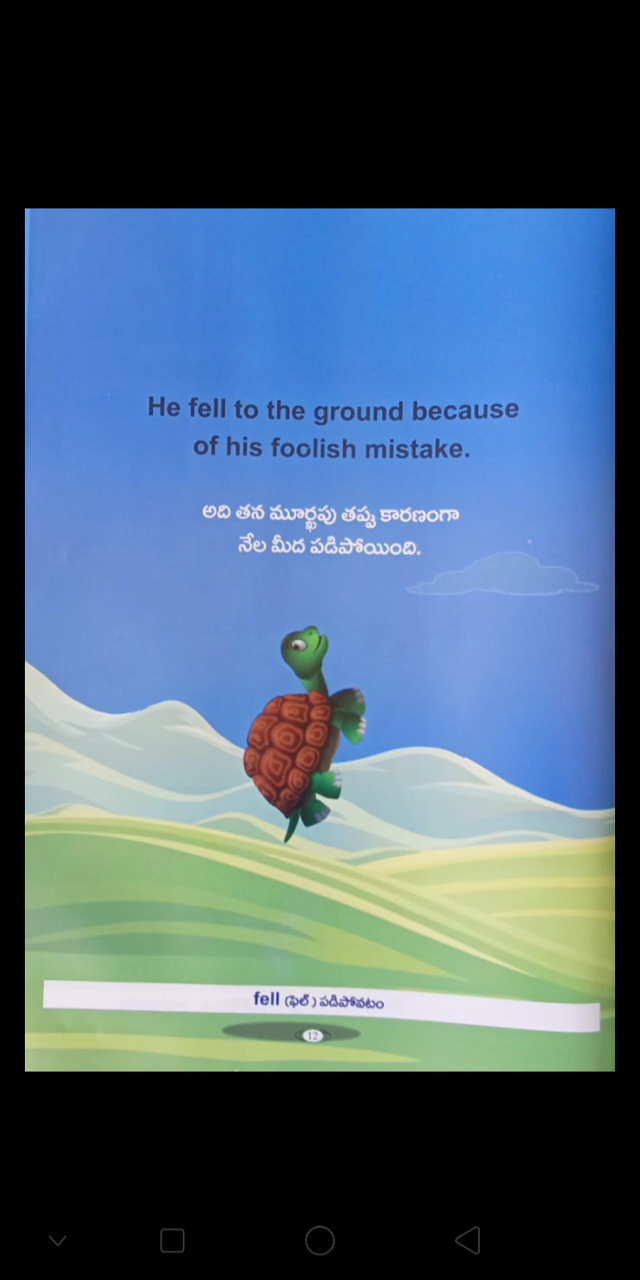 He fell to the ground because
of his foolish mistake.
అది తన మూర్ఖపు తప్పు కారణంగా
నేల మీద పడిపోయింది.
fell (ఫెల్) పడిపోవటం
12